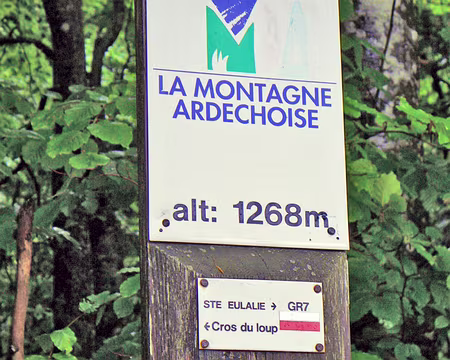 LA MONTAGNE
ARDECHOISE
alt: 1268m
STE EULALIE → GR7
← Cros du loup